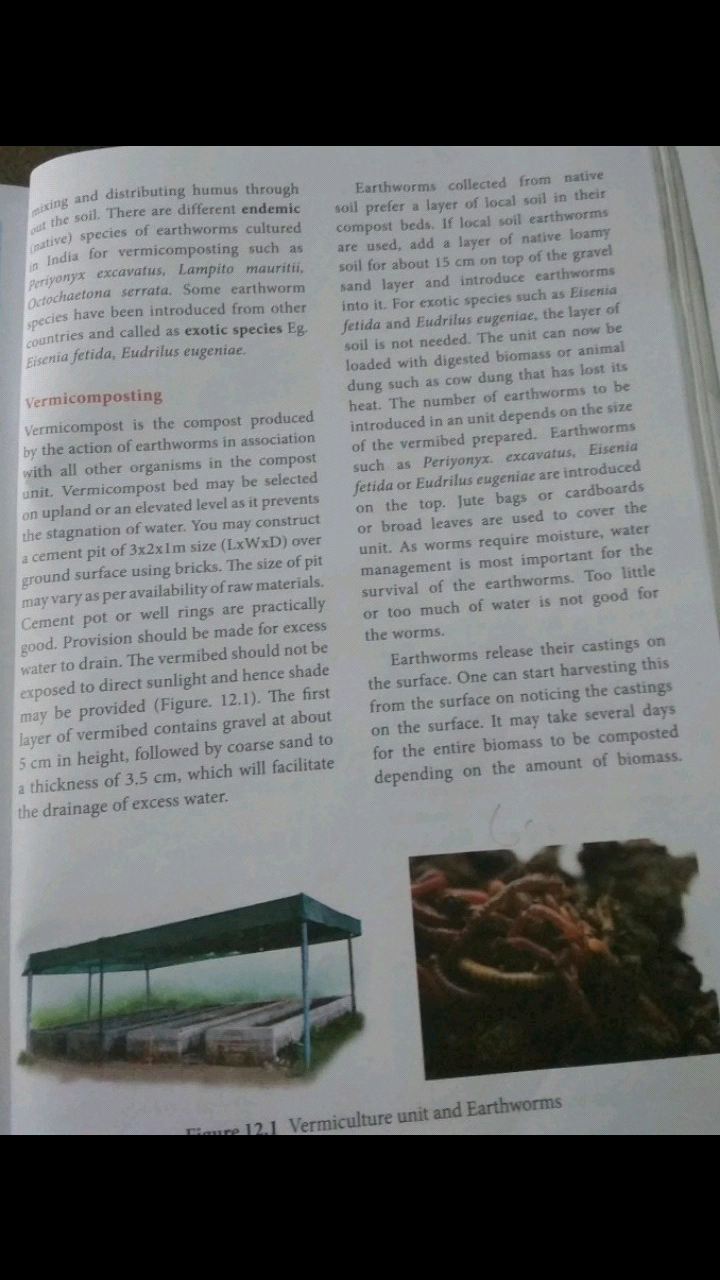 mixing and distributing humus through
out the soil. There are different endemic
(native) species of earthworms cultured
in India for vermicomposting such as
Periyonyx excavatus, Lampito mauritii,
Octochaetona serrata. Some earthworm
species have been introduced from other
countries and called as exotic species Eg.
Eisenia fetida, Eudrilus eugeniae.
Vermicomposting
Vermicompost is the compost produced
by the action of earthworms in association
with all other organisms in the compost
unit. Vermicompost bed may be selected
on upland or an elevated level as it prevents
the stagnation of water. You may construct
a cement pit of 3x2x1m size (LxWxD) over
ground surface using bricks. The size of pit
may vary as per availability of raw materials.
Cement pot or well rings are practically
good. Provision should be made for excess
water to drain. The vermibed should not be
exposed to direct sunlight and hence shade
may be provided (Figure. 12.1). The first
layer of vermibed contains gravel at about
5 cm in height, followed by coarse sand to
a thickness of 3.5 cm, which will facilitate
the drainage of excess water.
Earthworms collected from native
soil prefer a layer of local soil in their
compost beds. If local soil earthworms
are used, add a layer of native loamy
soil for about 15 cm on top of the gravel
sand layer and introduce earthworms
into it. For exotic species such as Eisenia
fetida and Eudrilus eugeniae, the layer of
soil is not needed. The unit can now be
loaded with digested biomass or animal
dung such as cow dung that has lost its
heat. The number of earthworms to be
introduced in an unit depends on the size
of the vermibed prepared. Earthworms
such as Periyonyx. excavatus, Eisenia
fetida or Eudrilus eugeniae are introduced
on the top. Jute bags or cardboards
or broad leaves are used to cover the
unit. As worms require moisture, water
management is most important for the
survival of the earthworms. Too little
or too much of water is not good for
the worms.
Earthworms release their castings on
the surface. One can start harvesting this
from the surface on noticing the castings
on the surface. It may take several days
for the entire biomass to be composted
depending on the amount of biomass.
Figure 12.1 Vermiculture unit and Earthworms